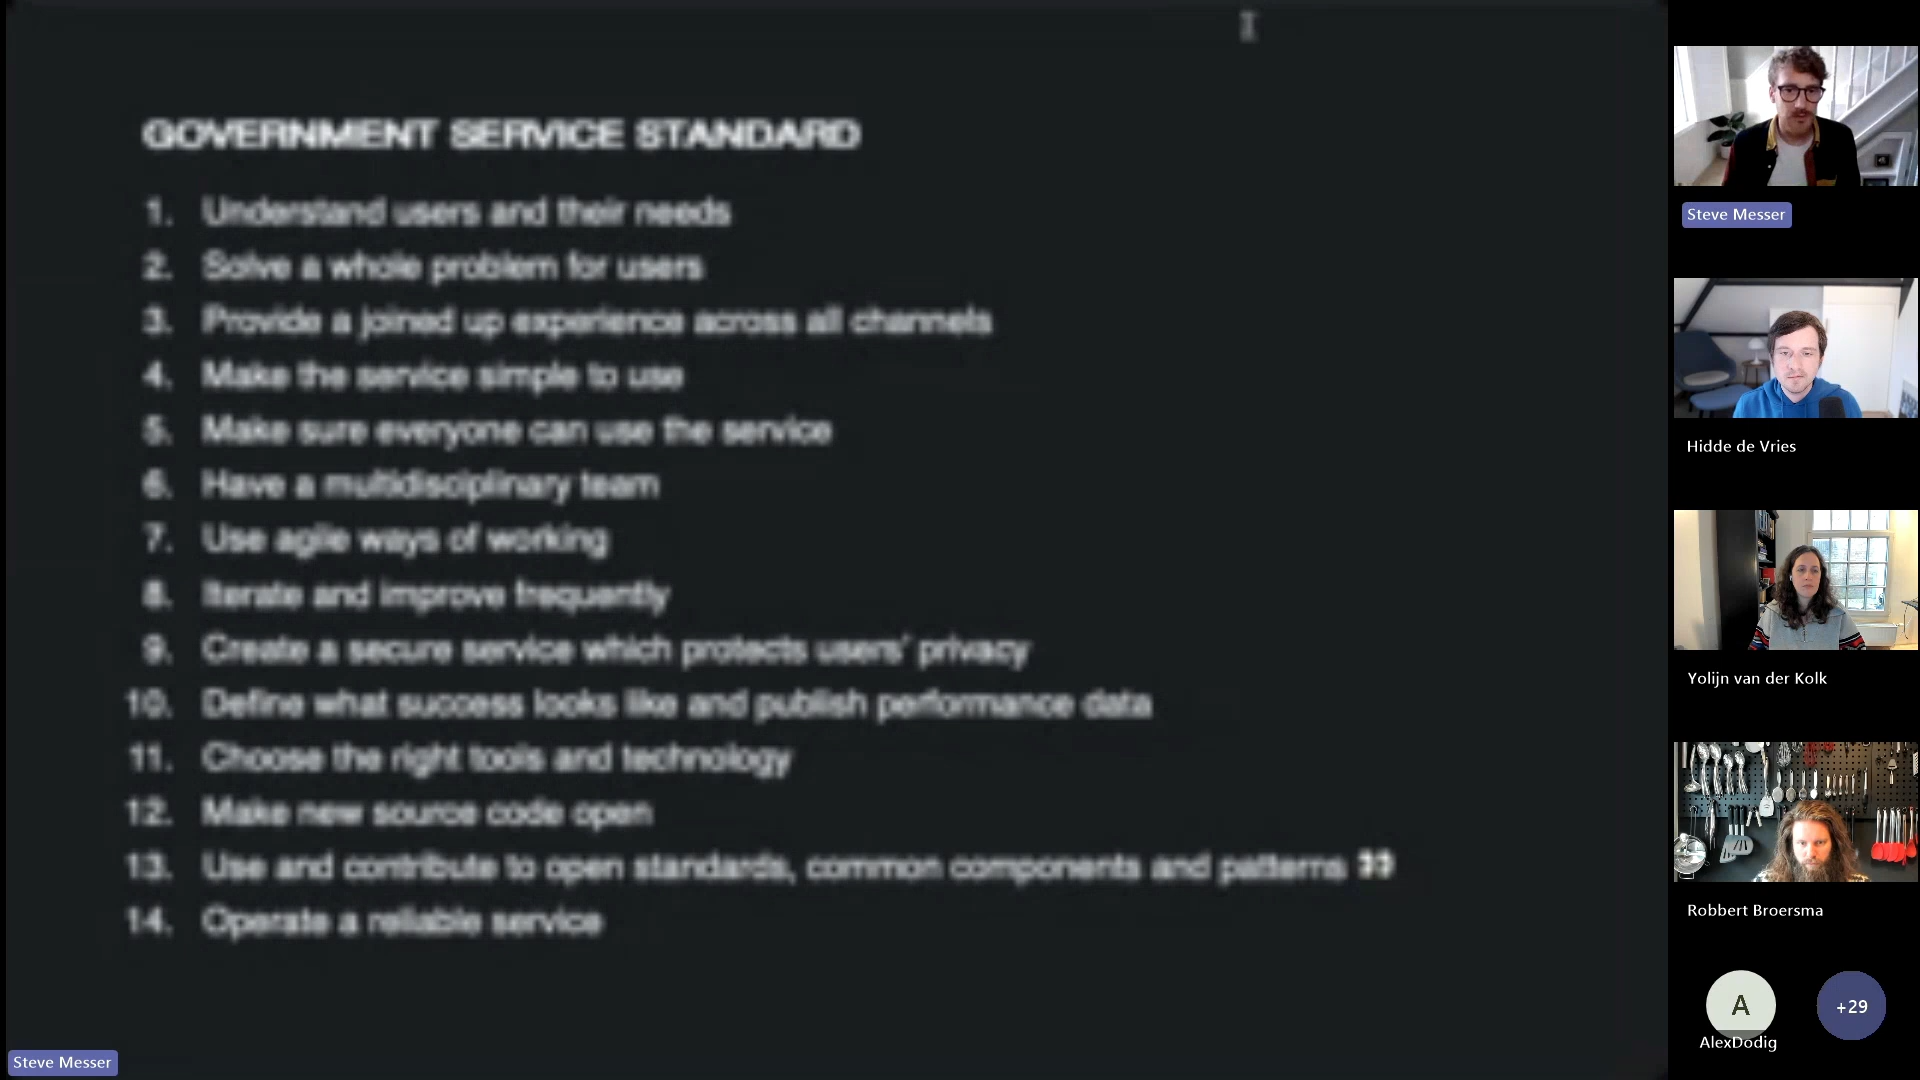 GOVERNMENT SERVICE STANDARD
1. Understand users and their needs
2. Solve a whole problem for users
3. Provide a joined up experience across all channels
4. Make the service simple to use
5. Make sure everyone can use the service
6. Have a multidisciplinary team
7. Use agile ways of working
8. Iterate and improve frequently
9. Create a secure service which protects users' privacy
10. Define what success looks like and publish performance data
11. Choose the right tools and technology
12. Make new source code open
13. Use and contribute to open standards, common components and patterns
14. Operate a reliable service
Steve Messer
Steve Messer
Hidde de Vries
Yolijn van der Kolk
Robbert Broersma
A
AlexDodig
+29